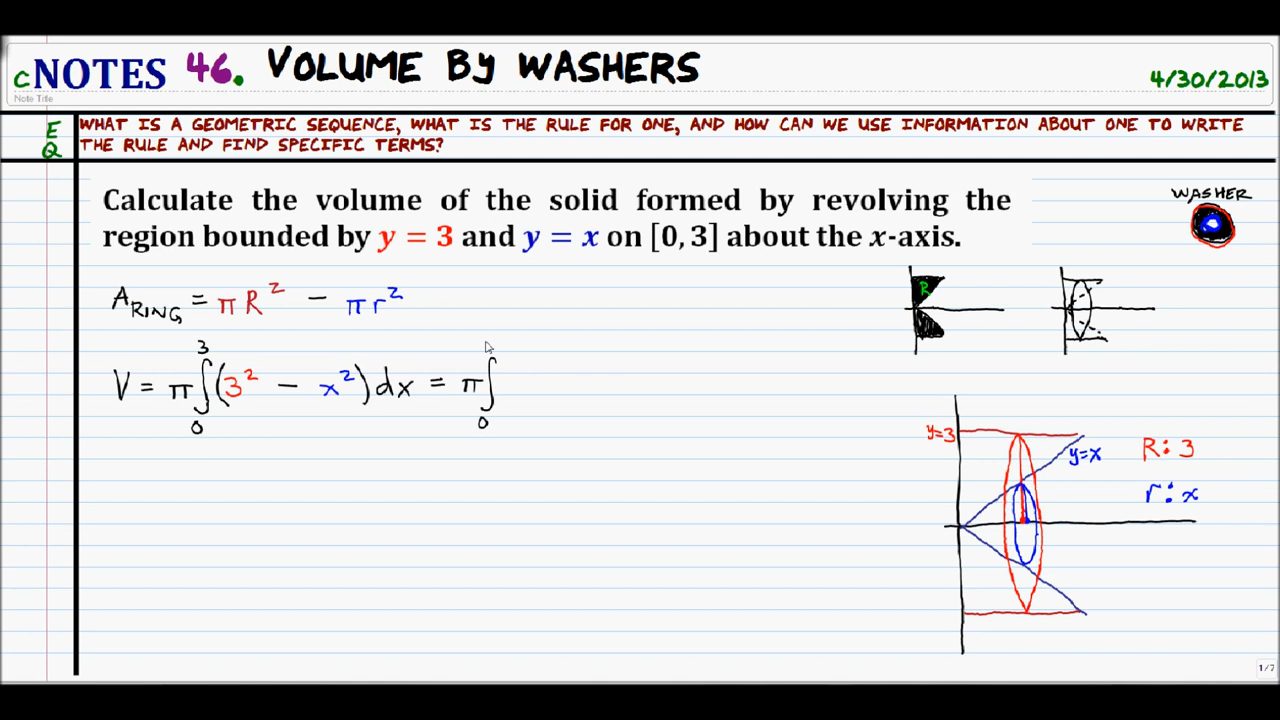 cNOTES 46. VOLUME BY WASHERS
4/30/2013
Note Title
EQ
WHAT IS A GEOMETRIC SEQUENCE, WHAT IS THE RULE FOR ONE, AND HOW CAN WE USE INFORMATION ABOUT ONE TO WRITE
THE RULE AND FIND SPECIFIC TERMS?
Calculate the volume of the solid formed by revolving the
region bounded by y = 3 and y = x on [0, 3] about the x-axis.
WASHER
R
A_RING = πR² − πr²
V = π∫₀³(3² − x²)dx = π∫₀
y=3
y=x
R: 3
r: x
1/7